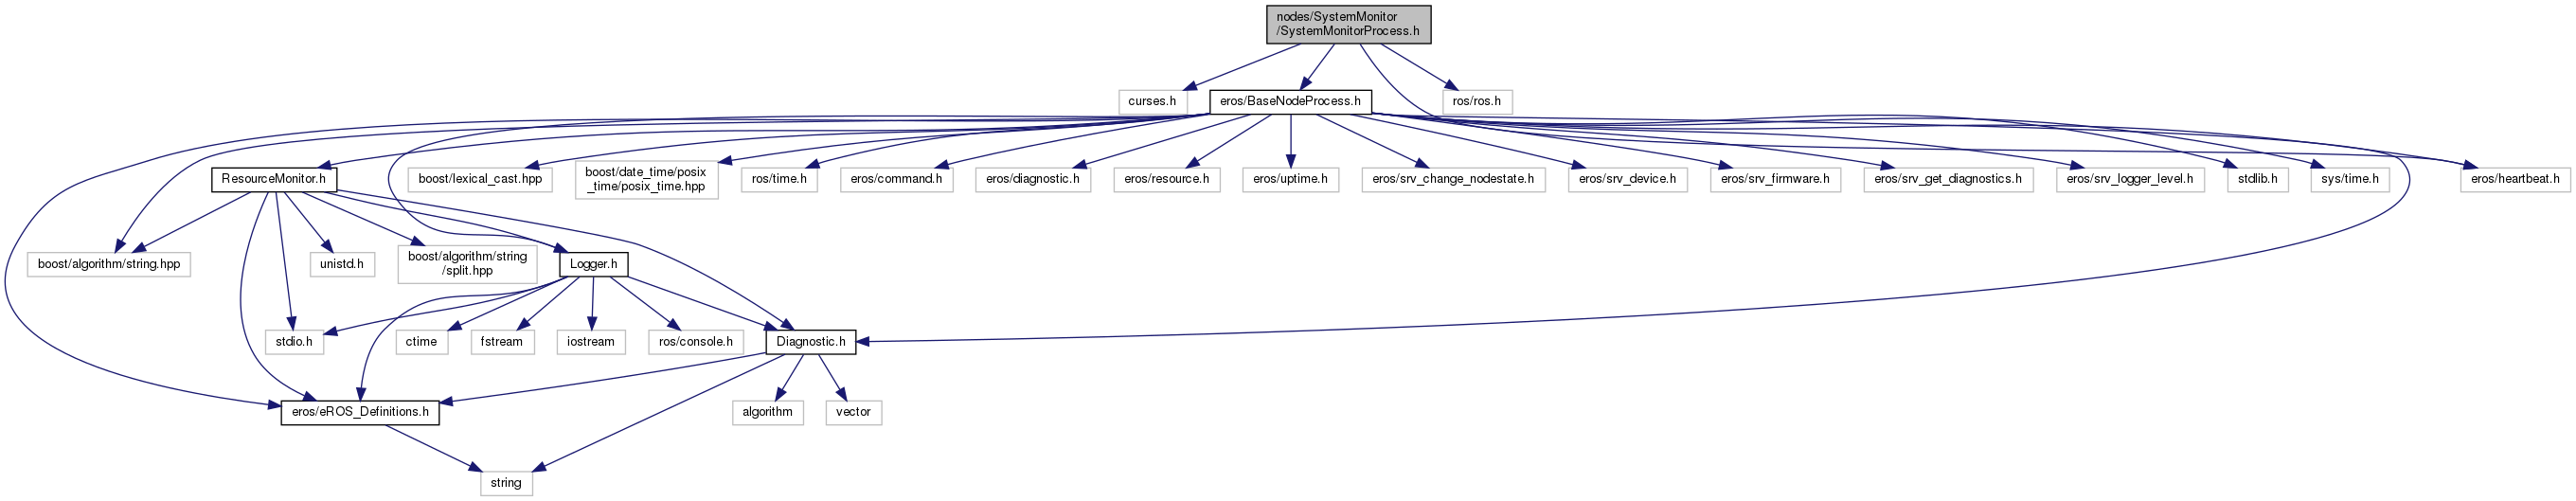 nodes/SystemMonitor
/SystemMonitorProcess.h
curses.h
eros/BaseNodeProcess.h
ros/ros.h
ResourceMonitor.h
boost/lexical_cast.hpp
boost/date_time/posix
_time/posix_time.hpp
ros/time.h
eros/command.h
eros/diagnostic.h
eros/resource.h
eros/uptime.h
eros/srv_change_nodestate.h
eros/srv_device.h
eros/srv_firmware.h
eros/srv_get_diagnostics.h
eros/srv_logger_level.h
stdlib.h
sys/time.h
eros/heartbeat.h
boost/algorithm/string.hpp
unistd.h
boost/algorithm/string
/split.hpp
Logger.h
stdio.h
ctime
fstream
iostream
ros/console.h
Diagnostic.h
eros/eROS_Definitions.h
algorithm
vector
string